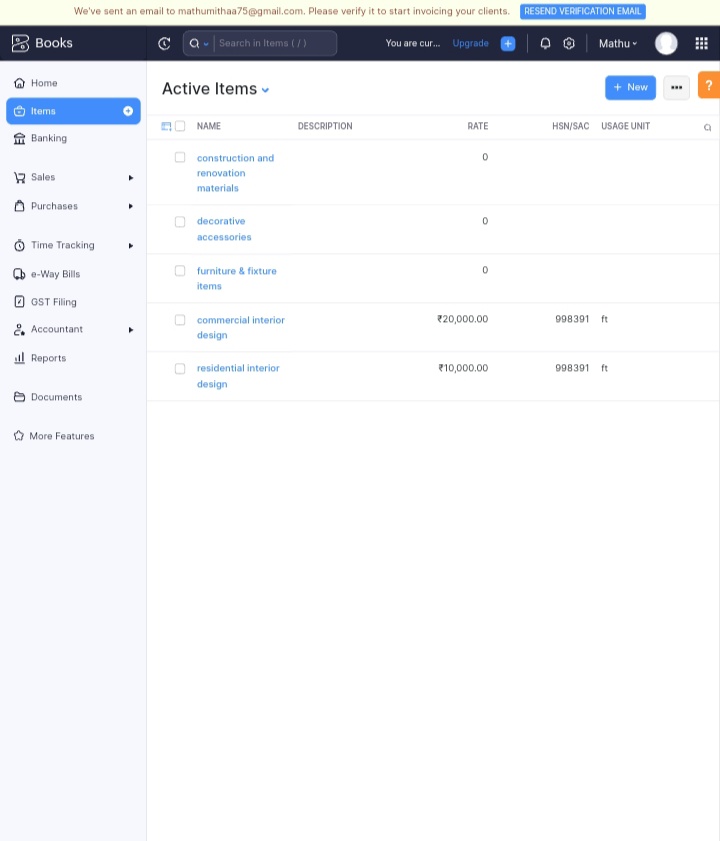 We've sent an email to mathumithaa75@gmail.com. Please verify it to start invoicing your clients. RESEND VERIFICATION EMAIL
Books Search in Items ( / ) You are cur... Upgrade Mathu
Home
Items
Banking
Sales
Purchases
Time Tracking
e-Way Bills
GST Filing
Accountant
Reports
Documents
More Features
Active Items + New ... ?
NAME DESCRIPTION RATE HSN/SAC USAGE UNIT
construction and 0
renovation
materials
decorative 0
accessories
furniture & fixture 0
items
commercial interior ₹20,000.00 998391 ft
design
residential interior ₹10,000.00 998391 ft
design